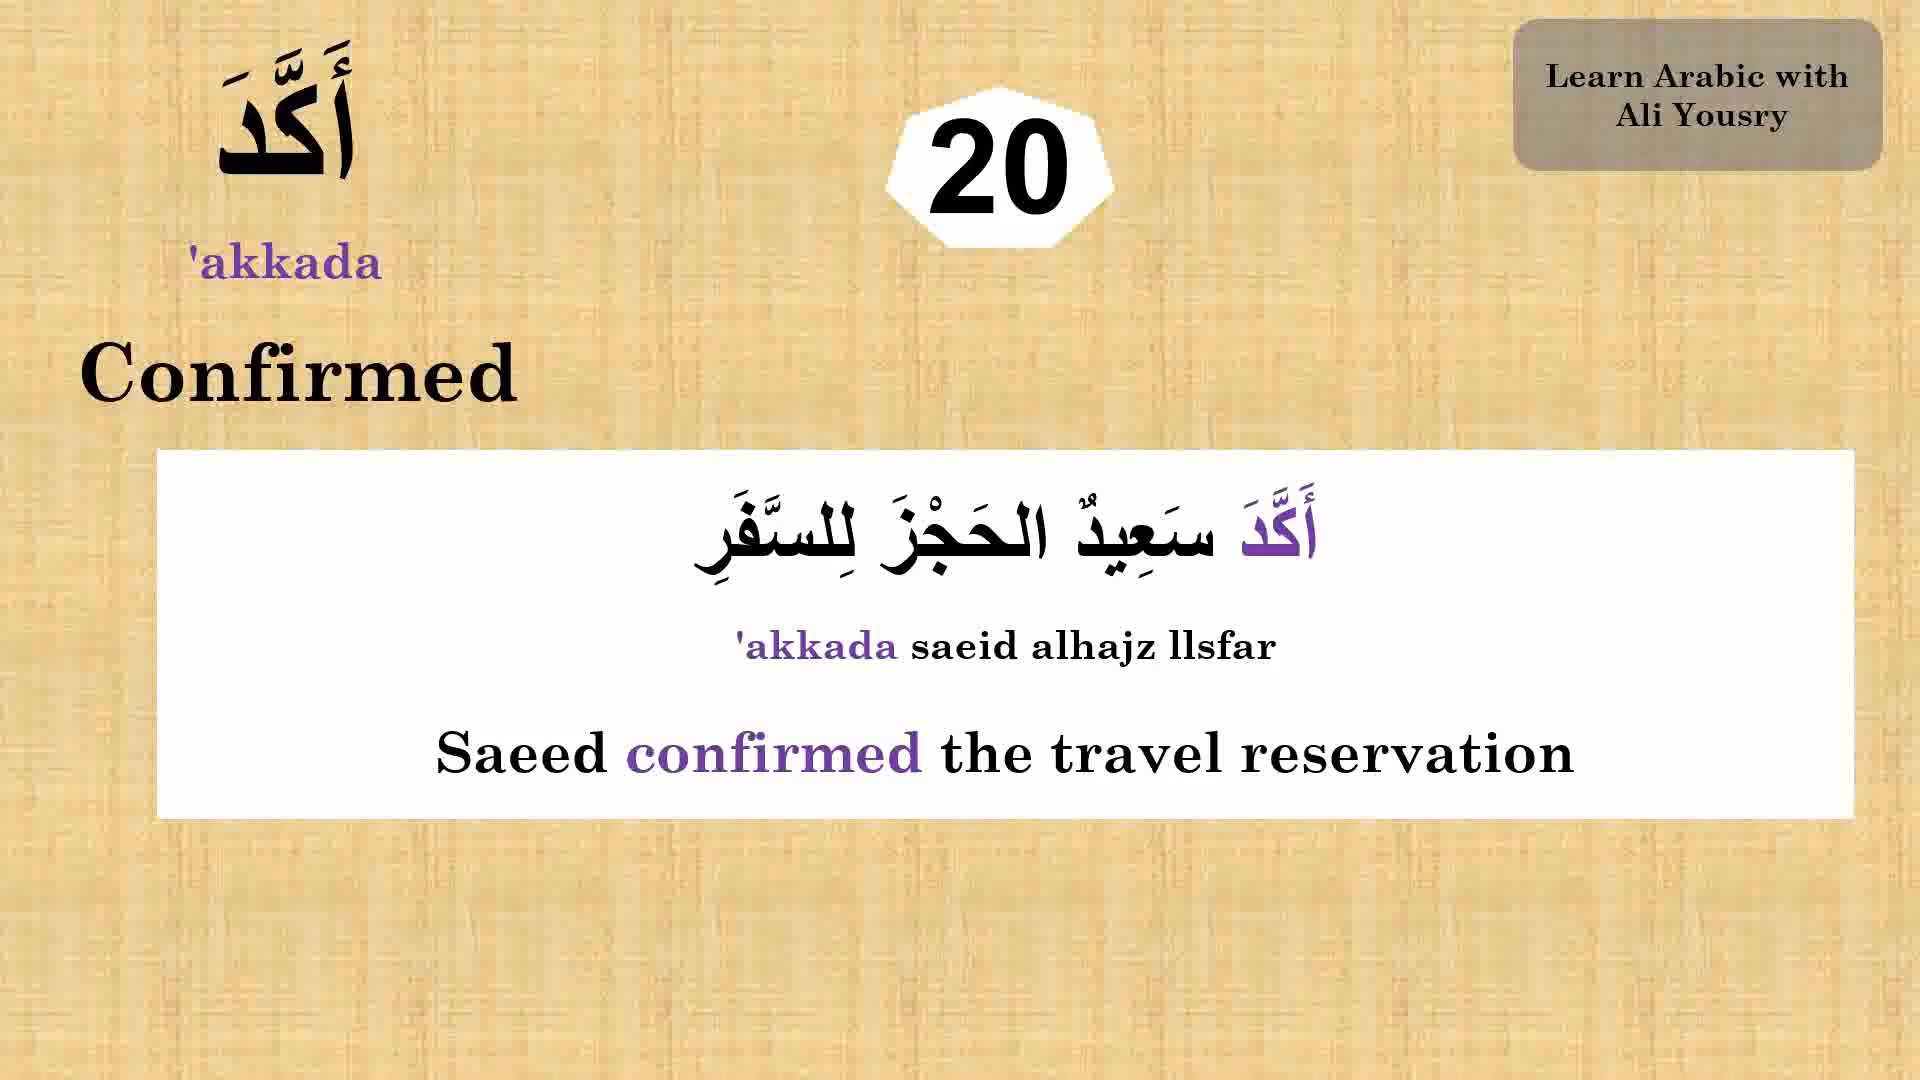 أَكَّدَ
'akkada
Confirmed
20
Learn Arabic with
Ali Yousry
أَكَّدَ سَعِيدٌ الحَجْزَ لِلسَّفَرِ
'akkada saeid alhajz llsfar
Saeed confirmed the travel reservation